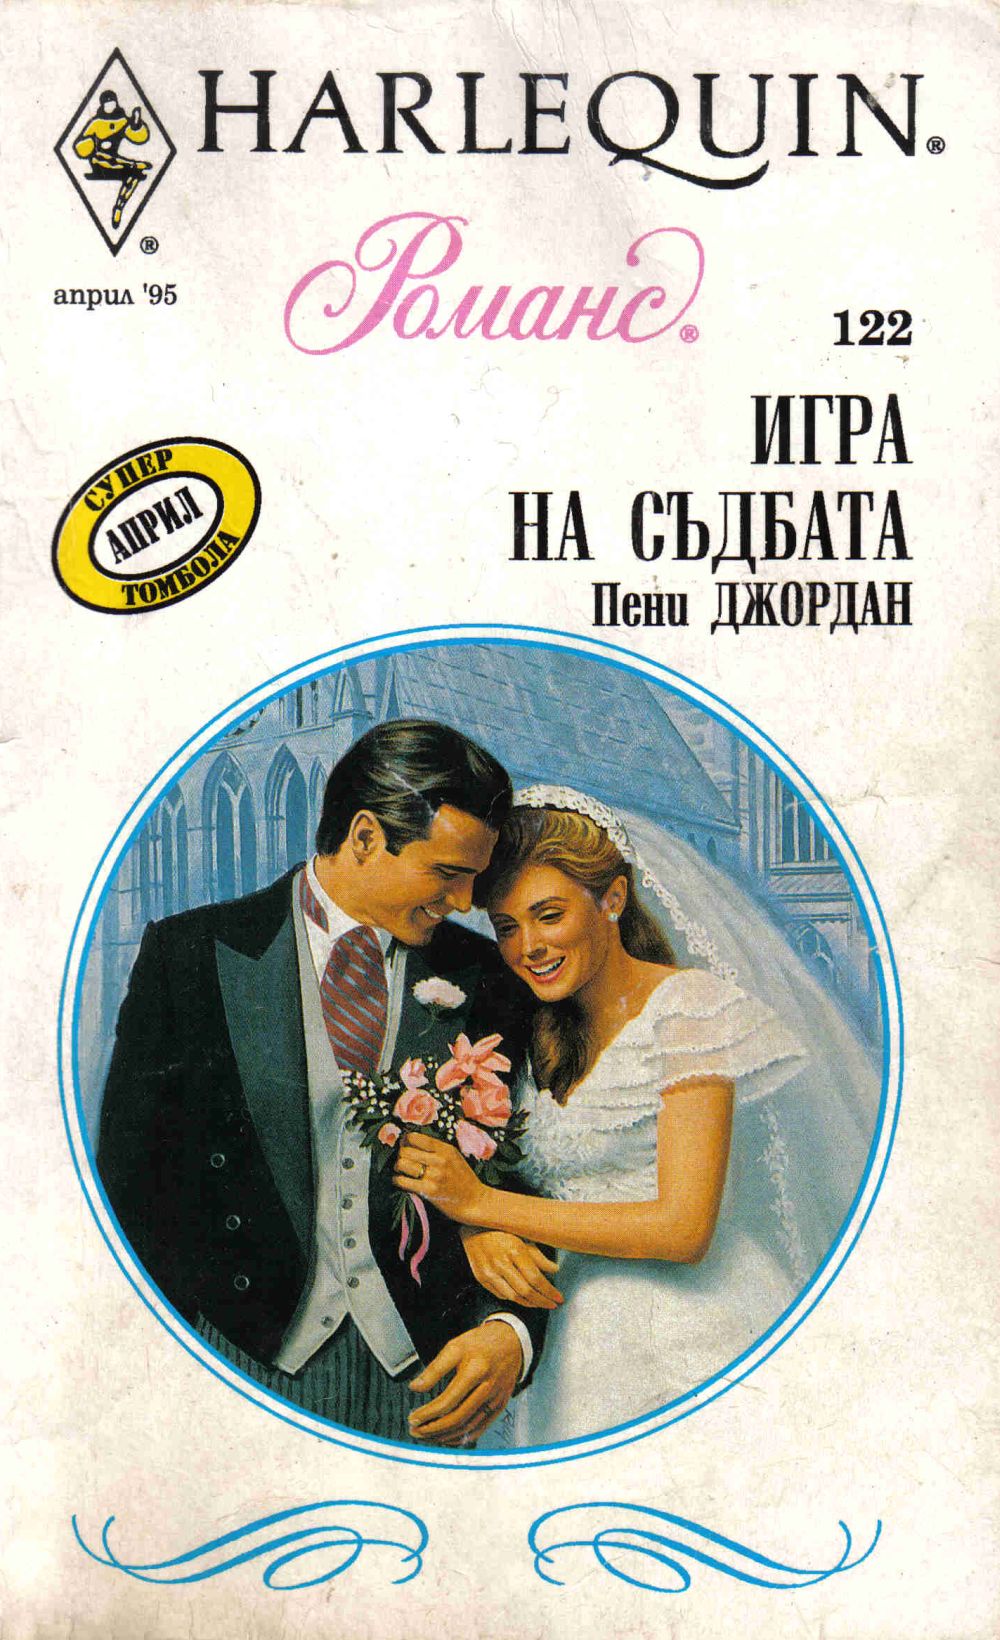 HARLEQUIN®
®
април '95
Романс®
122
ИГРА
НА СЪДБАТА
Пени ДЖОРДАН
СУПЕР
АПРИЛ
ТОМБОЛА